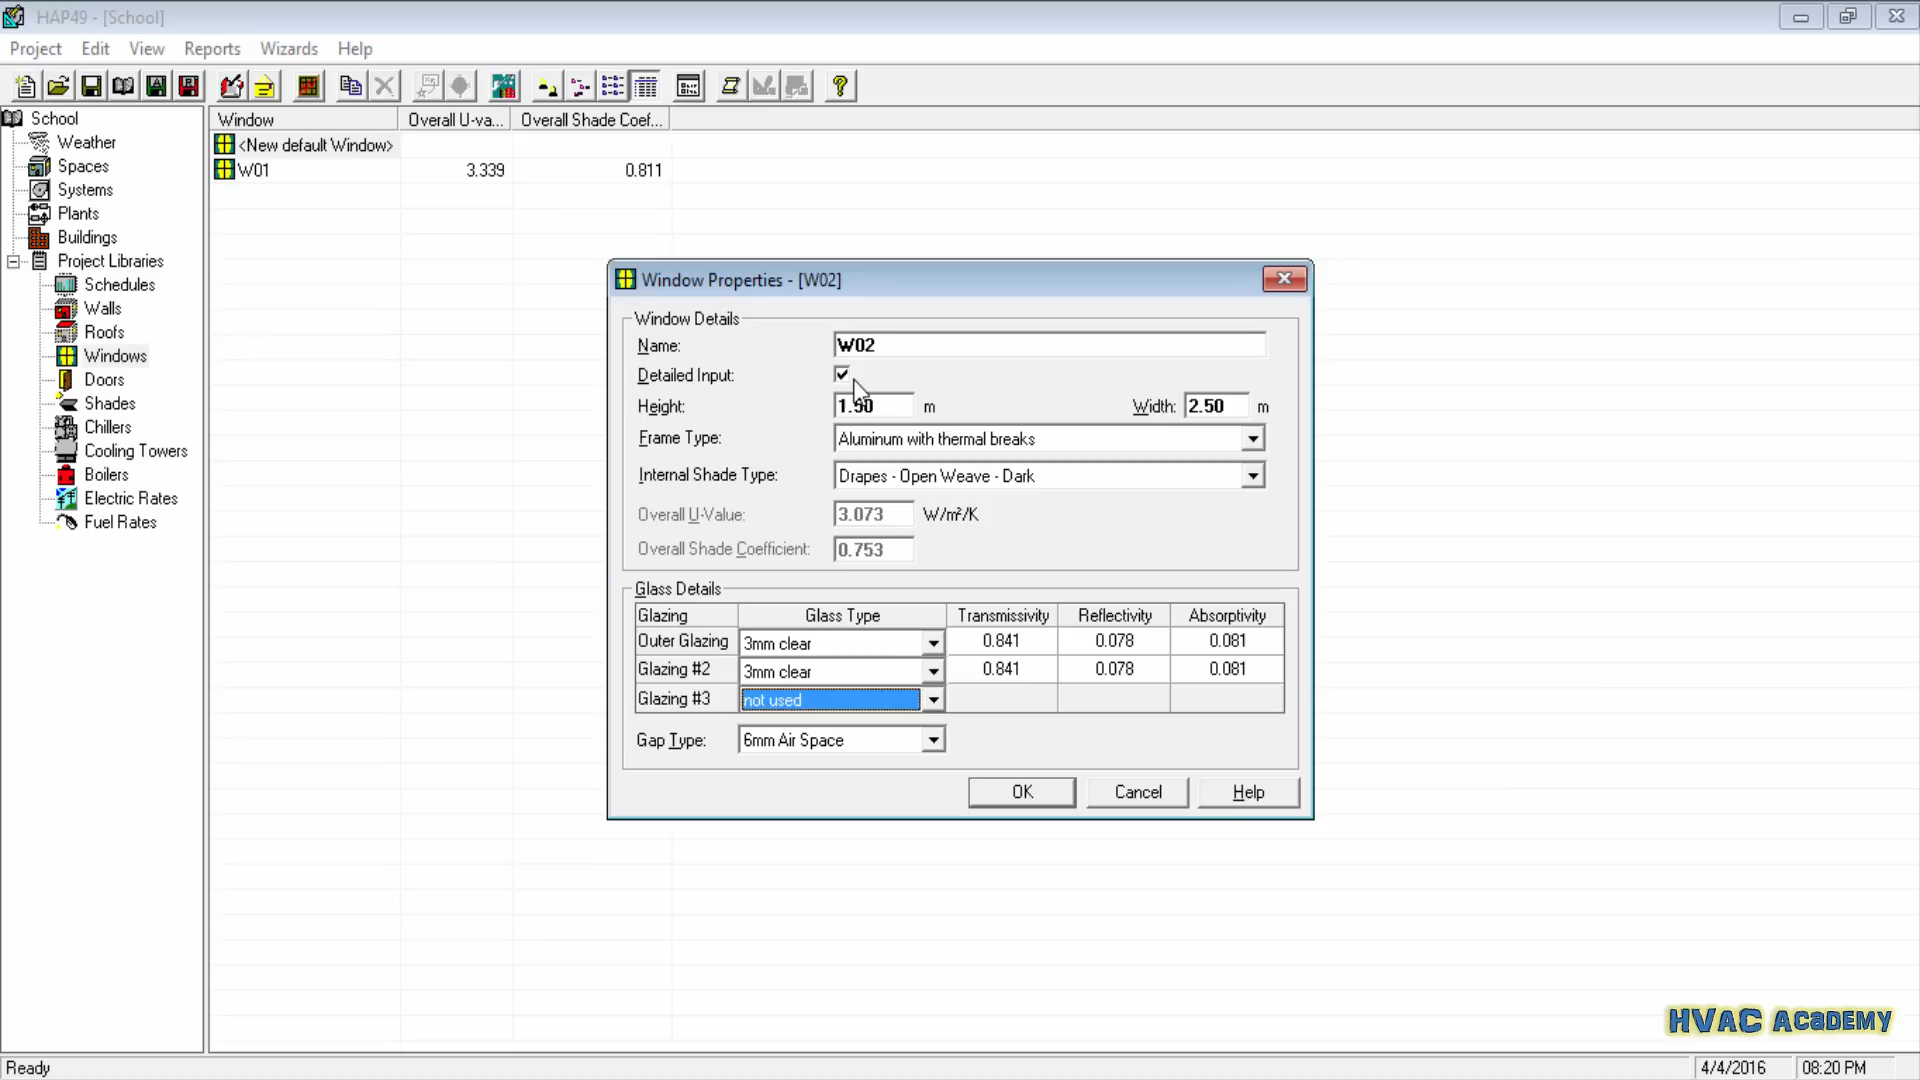 HAP49 - [School]
Project Edit View Reports Wizards Help
School
Weather
Spaces
Systems
Plants
Buildings
Project Libraries
Schedules
Walls
Roofs
Windows
Doors
Shades
Chillers
Cooling Towers
Boilers
Electric Rates
Fuel Rates
Window Overall U-va... Overall Shade Coef...
<New default Window>
W01 3.339 0.811
Window Properties - [W02]
Window Details
Name: W02
Detailed Input:
Height: m Width: 2.50 m
Frame Type: Aluminum with thermal breaks
Internal Shade Type: Drapes - Open Weave - Dark
Overall U-Value: 3.073 W/m²/K
Overall Shade Coefficient: 0.753
Glass Details
Glazing Glass Type Transmissivity Reflectivity Absorptivity
Outer Glazing 3mm clear 0.841 0.078 0.081
Glazing #2 3mm clear 0.841 0.078 0.081
Glazing #3 not used
Gap Type: 6mm Air Space
OK Cancel Help
HVAC Academy
Ready 4/4/2016 08:20 PM